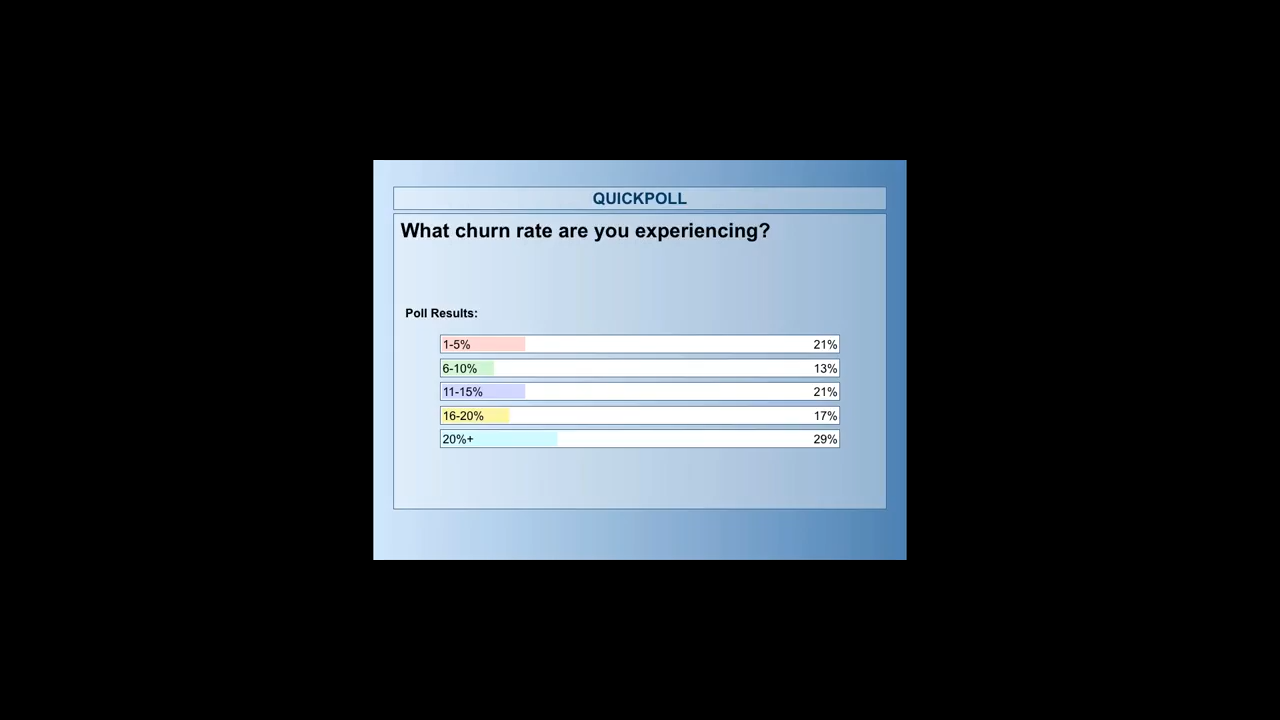 QUICKPOLL
What churn rate are you experiencing?
Poll Results:
1-5% 21%
6-10% 13%
11-15% 21%
16-20% 17%
20%+ 29%